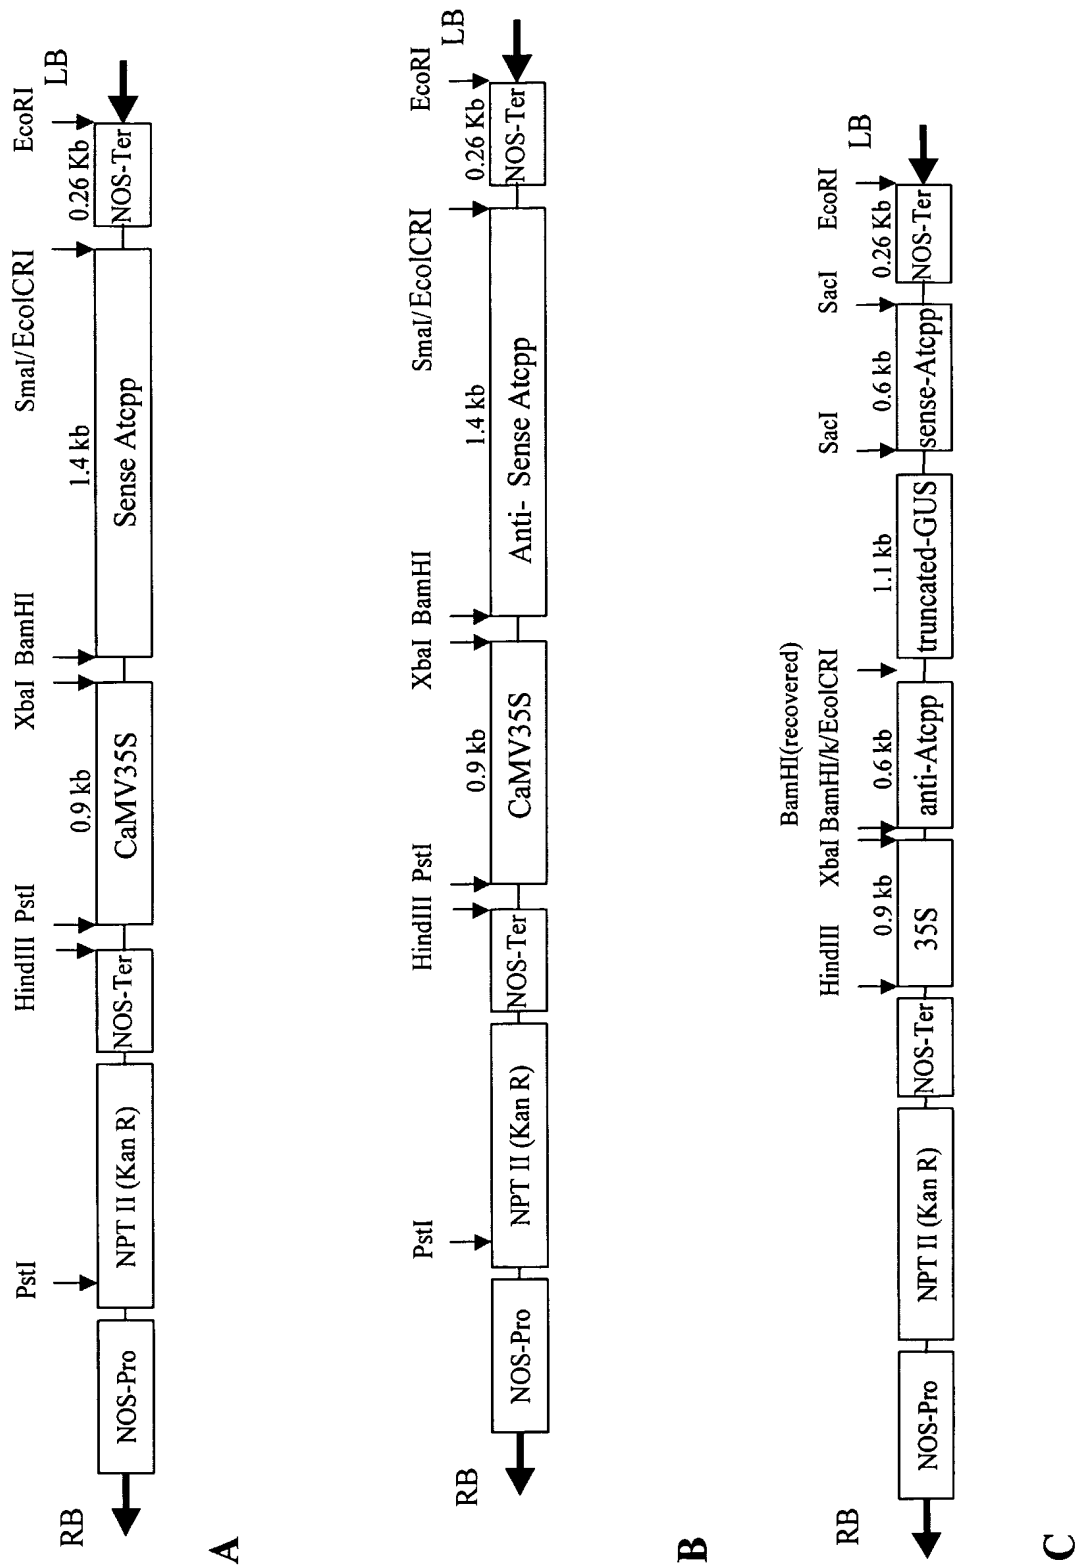 RB
PstI
HindIII PstI
XbaI BamHI
SmaI/EcolCRI
EcoRI
LB
0.9 kb
1.4 kb
0.26 Kb
NOS-Pro
NPT II (Kan R)
NOS-Ter
CaMV35S
Sense Atcpp
NOS-Ter
A
RB
PstI
HindIII PstI
XbaI BamHI
SmaI/EcolCRI
EcoRI
LB
0.9 kb
1.4 kb
0.26 Kb
NOS-Pro
NPT II (Kan R)
NOS-Ter
CaMV35S
Anti- Sense Atcpp
NOS-Ter
B
BamHI(recovered)
RB
HindIII
XbaI BamHI/k/EcolCRI
SacI
SacI
EcoRI
LB
0.9 kb
0.6 kb
1.1 kb
0.6 kb
0.26 Kb
NOS-Pro
NPT II (Kan R)
NOS-Ter
35S
anti-Atcpp
truncated-GUS
sense-Atcpp
NOS-Ter
C